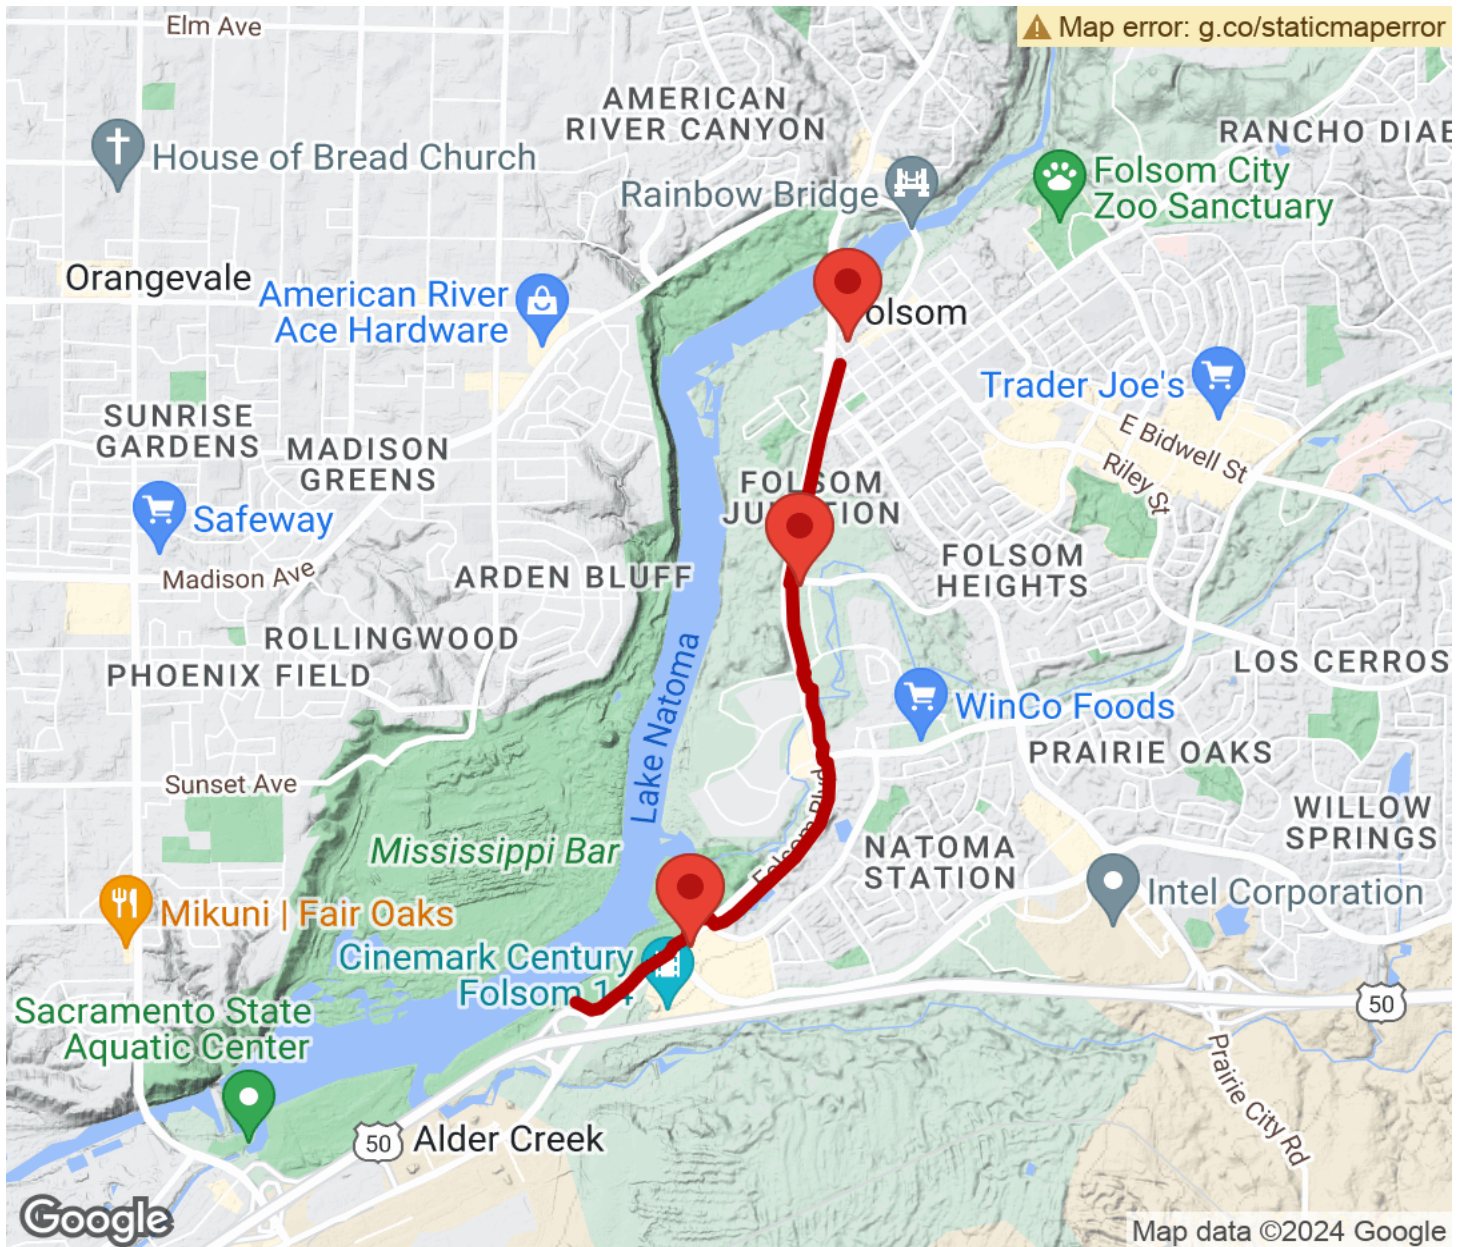 Elm Ave
Map error: g.co/staticmaperror
AMERICAN
RIVER CANYON
RANCHO DIAB
House of Bread Church
Rainbow Bridge
Folsom City
Zoo Sanctuary
Orangevale
American River
Ace Hardware
olsom
Trader Joe's
E Bidwell St
Riley St
SUNRISE
GARDENS
MADISON
GREENS
FOLSOM
JU TION
Safeway
Madison Ave
ARDEN BLUFF
FOLSOM
HEIGHTS
ROLLINGWOOD
PHOENIX FIELD
Lake Natoma
LOS CERROS
WinCo Foods
PRAIRIE OAKS
Sunset Ave
Folsom Blvd
WILLOW
SPRINGS
Mississippi Bar
NATOMA
STATION
Intel Corporation
Mikuni | Fair Oaks
Cinemark Century
Folsom 14
50
Sacramento State
Aquatic Center
Prairie City Rd
50
Alder Creek
Google
Map data ©2024 Google